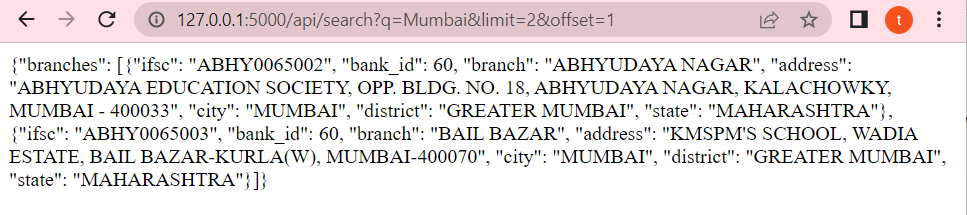 127.0.0.1:5000/api/search?q=Mumbai&limit=2&offset=1
t
{"branches": [{"ifsc": "ABHY0065002", "bank_id": 60, "branch": "ABHYUDAYA NAGAR", "address":
"ABHYUDAYA EDUCATION SOCIETY, OPP. BLDG. NO. 18, ABHYUDAYA NAGAR, KALACHOWKY,
MUMBAI - 400033", "city": "MUMBAI", "district": "GREATER MUMBAI", "state": "MAHARASHTRA"},
{"ifsc": "ABHY0065003", "bank_id": 60, "branch": "BAIL BAZAR", "address": "KMSPM'S SCHOOL, WADIA
ESTATE, BAIL BAZAR-KURLA(W), MUMBAI-400070", "city": "MUMBAI", "district": "GREATER MUMBAI",
"state": "MAHARASHTRA"}]}